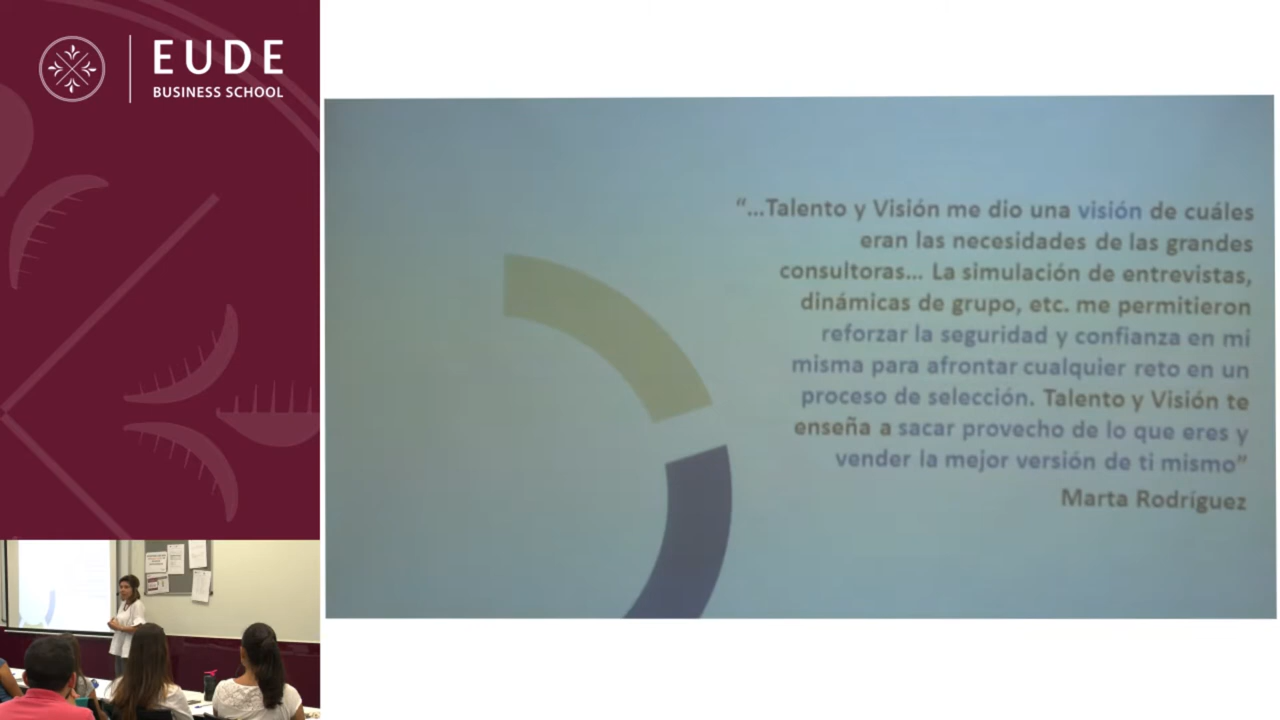 EUDE
BUSINESS SCHOOL
“...Talento y Visión me dio una visión de cuáles
eran las necesidades de las grandes
consultoras... La simulación de entrevistas,
dinámicas de grupo, etc. me permitieron
reforzar la seguridad y confianza en mi
misma para afrontar cualquier reto en un
proceso de selección. Talento y Visión te
enseña a sacar provecho de lo que eres y
vender la mejor versión de ti mismo”
Marta Rodríguez